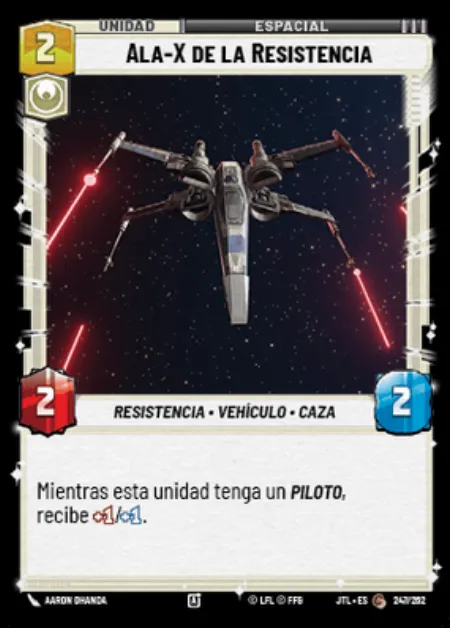 UNIDAD
ESPACIAL
2
ALA-X DE LA RESISTENCIA
2
2
RESISTENCIA • VEHÍCULO • CAZA
Mientras esta unidad tenga un PILOTO,
recibe +1/+1.
AARON DHANDA
© LFL © FFG
JTL • ES
247/262